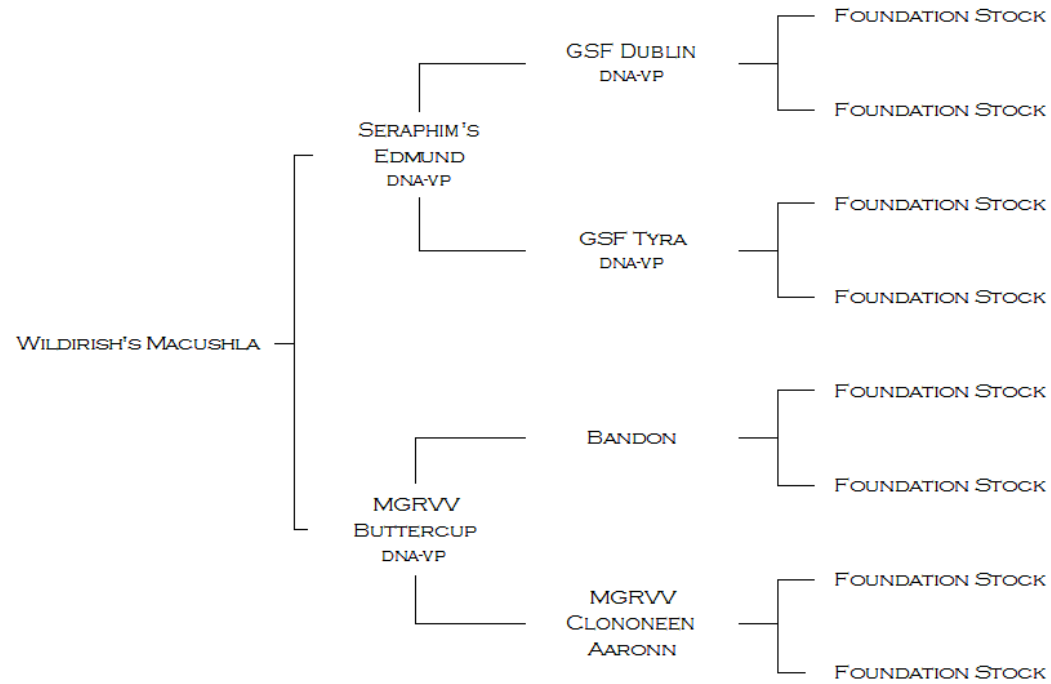 Foundation Stock
GSF Dublin
DNA-VP
Foundation Stock
Seraphim's
Edmund
DNA-VP
Foundation Stock
GSF Tyra
DNA-VP
Foundation Stock
Wildirish's Macushla
Foundation Stock
Bandon
Foundation Stock
MGRVV
Buttercup
DNA-VP
Foundation Stock
MGRVV
Clononeen
Aaronn
Foundation Stock